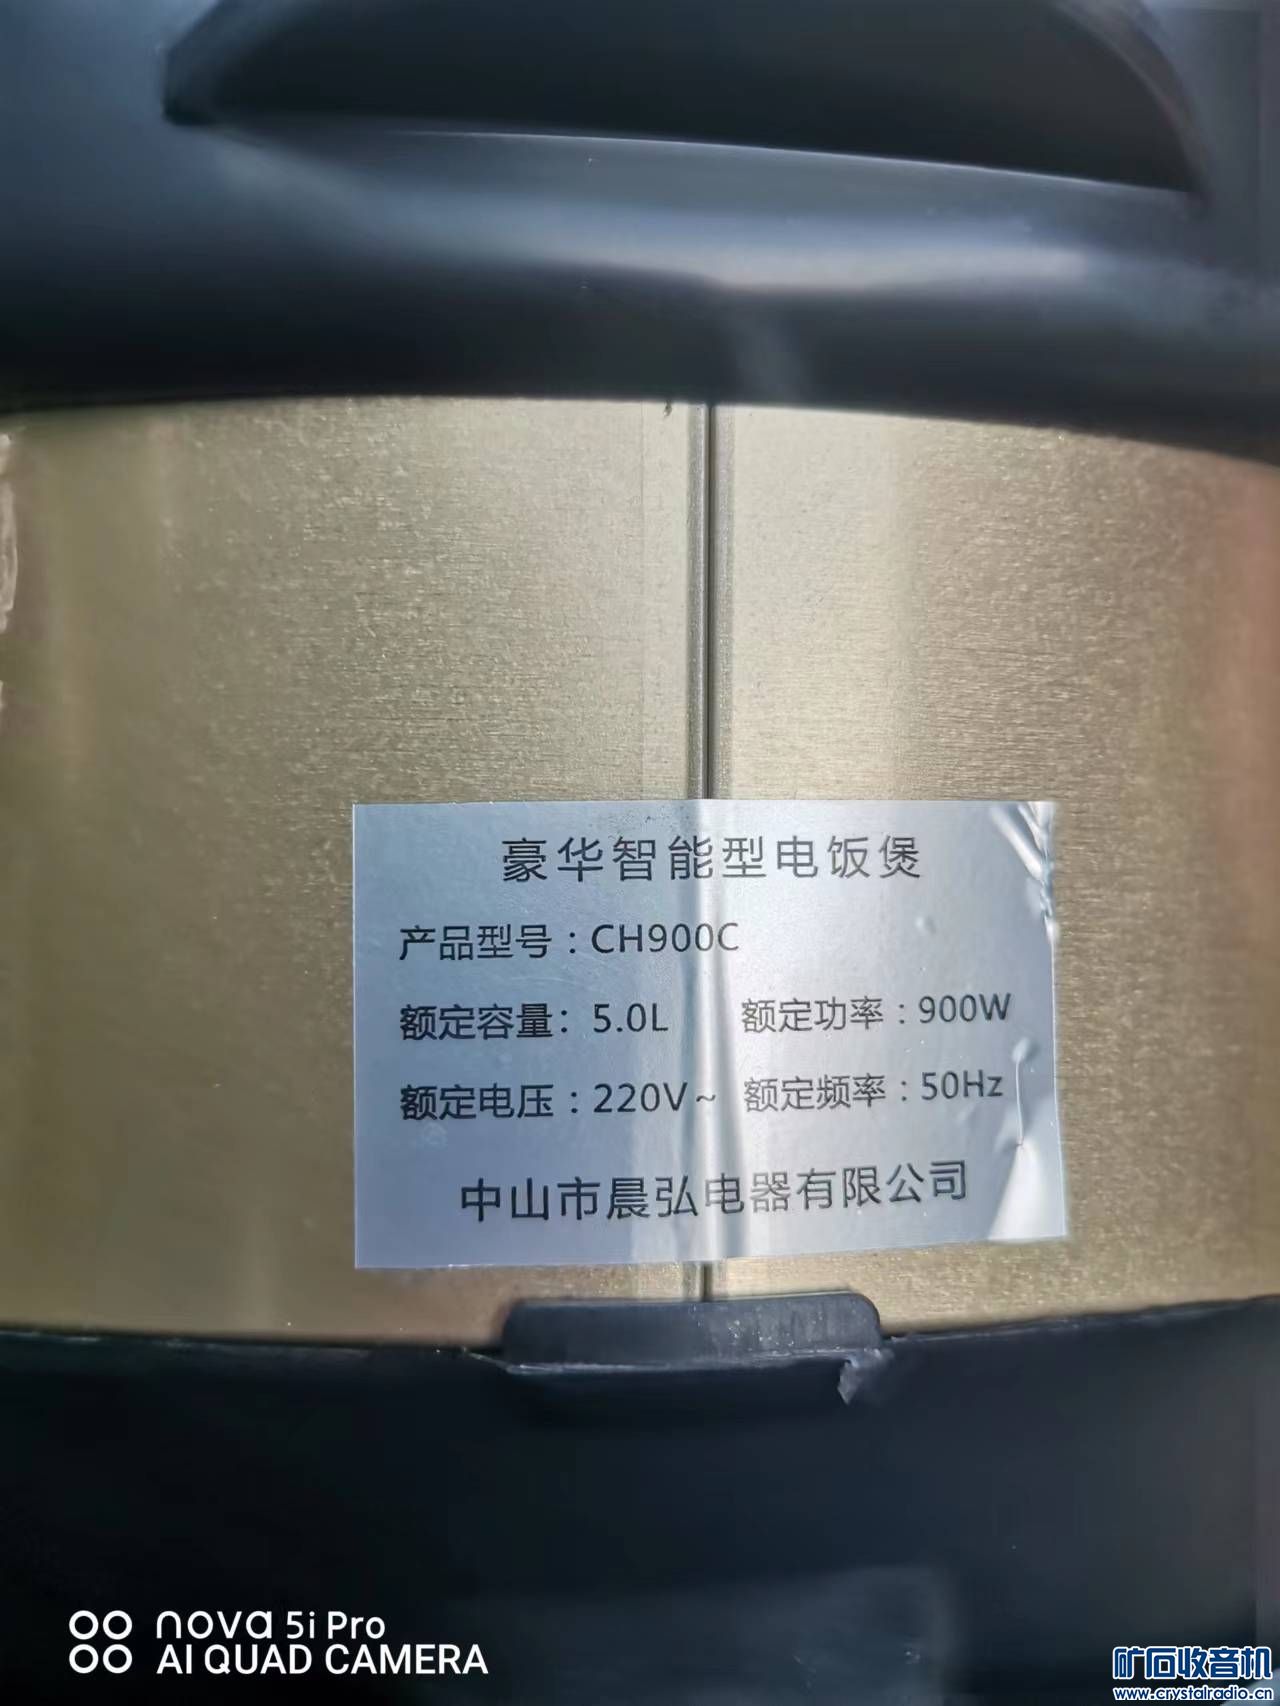 豪华智能型电饭煲
产品型号：CH900C
额定容量：5.0L 额定功率：900W
额定电压：220V~ 额定频率：50Hz
中山市晨弘电器有限公司
nova 5i Pro
AI QUAD CAMERA
矿石收音机
www.crystalradio.cn